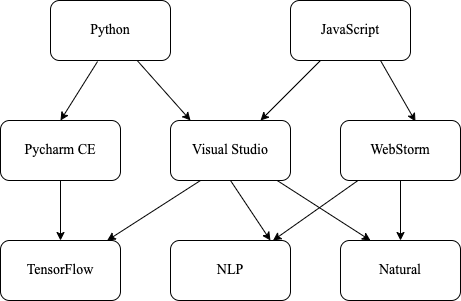 Python
JavaScript
Pycharm CE
Visual Studio
WebStorm
TensorFlow
NLP
Natural